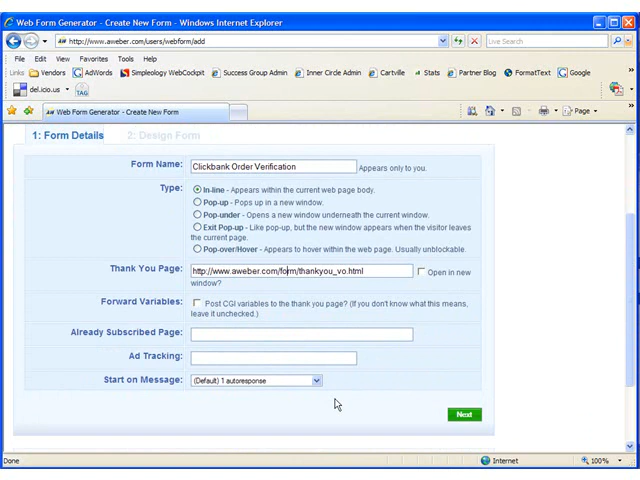 Web Form Generator - Create New Form - Windows Internet Explorer
http://www.aweber.com/users/webform/add
Live Search
File Edit View Favorites Tools Help
Links Vendors AdWords Simpleology WebCockpit Success Group Admin Inner Circle Admin Cartville Stats Partner Blog FormatText Google
del.icio.us TAG
Web Form Generator - Create New Form
Page
1: Form Details 2: Design Form
Form Name: Clickbank Order Verification Appears only to you.
Type: In-line - Appears within the current web page body.
Pop-up - Pops up in a new window.
Pop-under - Opens a new window underneath the current window.
Exit Pop-up - Like pop-up, but the new window appears when the visitor leaves
the current page.
Pop-over/Hover - Appears to hover within the web page. Usually unblockable.
Thank You Page: http://www.aweber.com/form/thankyou_vo.html Open in new
window?
Forward Variables: Post CGI variables to the thank you page? (If you don't know what this means,
leave it unchecked.)
Already Subscribed Page:
Ad Tracking:
Start on Message: (Default) 1 autoresponse
Next
Done Internet 100%